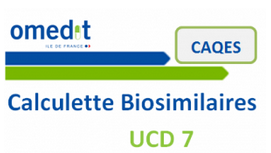 omedit
ILE DE FRANCE
CAQES
Calculette Biosimilaires
UCD 7